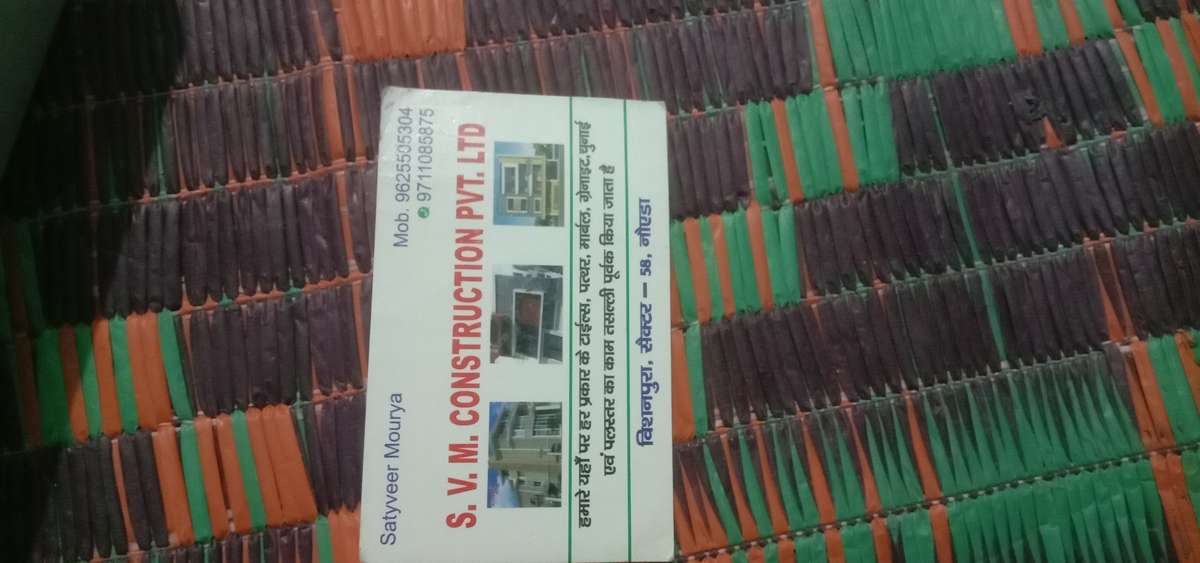 Satyveer Mourya
Mob. 9625505304
9711085875
S. V. M. CONSTRUCTION PVT. LTD
हमारे यहाँ पर हर प्रकार के टाईल्स, पत्थर, मार्बल, ग्रेनाइट, चुनाई
एवं पलस्तर का काम तसल्ली पूर्वक किया जाता है
बिशनपुरा, सैक्टर – 58, नोएडा